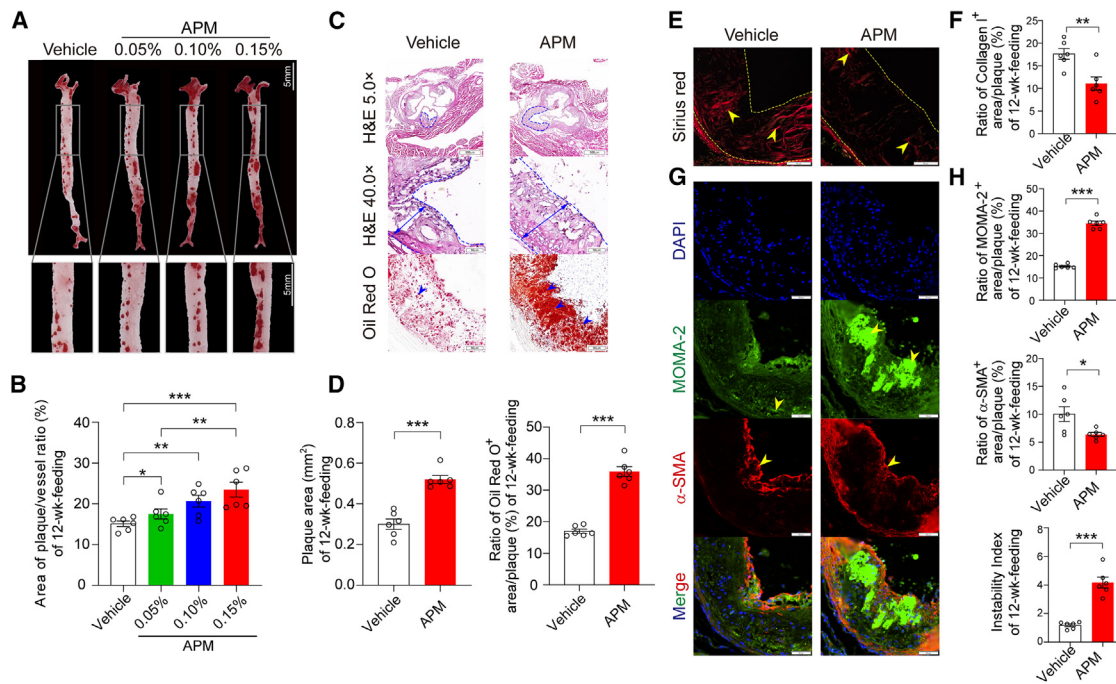 A
APM
Vehicle 0.05% 0.10% 0.15%
5mm
5mm
B
Area of plaque/vessel ratio (%)
of 12-wk-feeding
40
30
20
10
0
***
**
**
*
Vehicle
0.05%
0.10%
0.15%
APM
C
Vehicle
APM
H&E 5.0×
H&E 40.0×
Oil Red O
D
Plaque area (mm²)
of 12-wk-feeding
0.8
0.6
0.4
0.2
0.0
***
Vehicle
APM
Ratio of Oil Red O⁺
area/plaque (%) of 12-wk-feeding
60
40
20
0
***
Vehicle
APM
E
Vehicle
APM
Sirius red
F
Ratio of Collagen I⁺
area/plaque (%)
of 12-wk-feeding
25
20
15
10
5
0
**
Vehicle
APM
G
DAPI
MOMA-2
α-SMA
Merge
H
Ratio of MOMA-2⁺
area/plaque (%)
of 12-wk-feeding
50
40
30
20
10
0
***
Vehicle
APM
Ratio of α-SMA⁺
area/plaque (%)
of 12-wk-feeding
20
15
10
5
0
*
Vehicle
APM
Instability Index
of 12-wk-feeding
8
6
4
2
0
***
Vehicle
APM